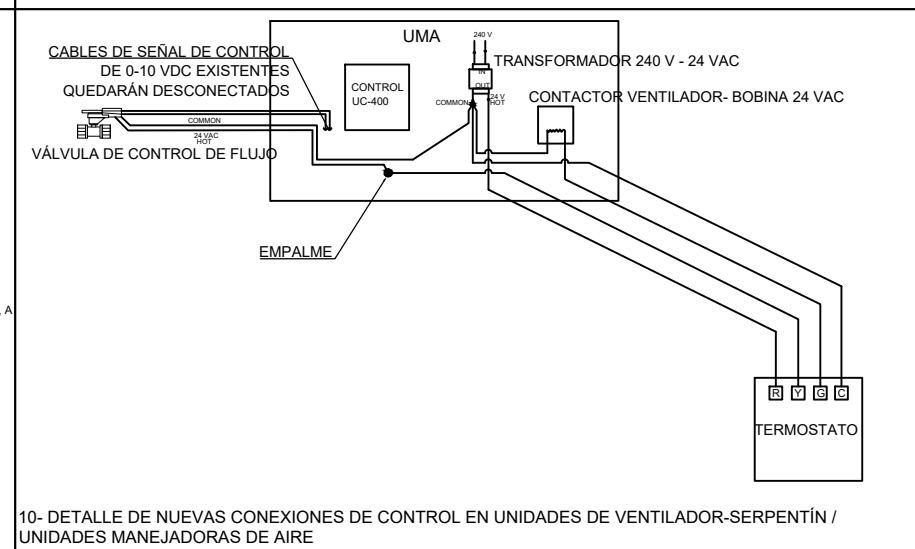 UMA
240 V
CABLES DE SEÑAL DE CONTROL
DE 0-10 VDC EXISTENTES
QUEDARÁN DESCONECTADOS
TRANSFORMADOR 240 V - 24 VAC
IN
OUT
CONTROL
UC-400
COMMON
24 V
HOT
CONTACTOR VENTILADOR- BOBINA 24 VAC
COMMON
24 VAC
HOT
VÁLVULA DE CONTROL DE FLUJO
EMPALME
A
R Y G C
TERMOSTATO
10- DETALLE DE NUEVAS CONEXIONES DE CONTROL EN UNIDADES DE VENTILADOR-SERPENTÍN /
UNIDADES MANEJADORAS DE AIRE